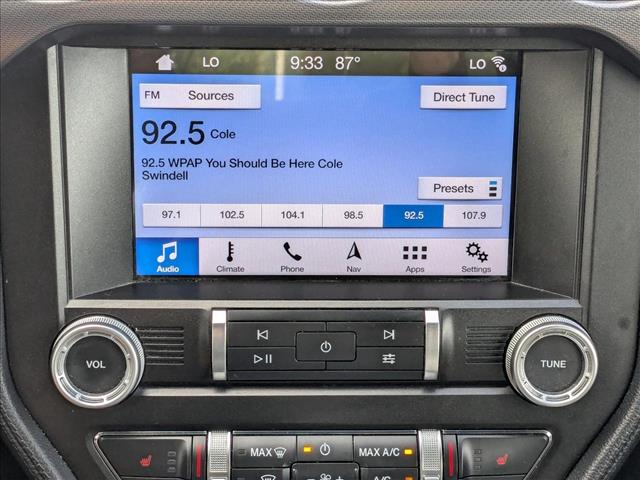 LO 9:33 87° LO
FM Sources Direct Tune
92.5 Cole
92.5 WPAP You Should Be Here Cole
Swindell
Presets
97.1 102.5 104.1 98.5 92.5 107.9
Audio Climate Phone Nav Apps Settings
VOL
TUNE
MAX MAX A/C
A/C